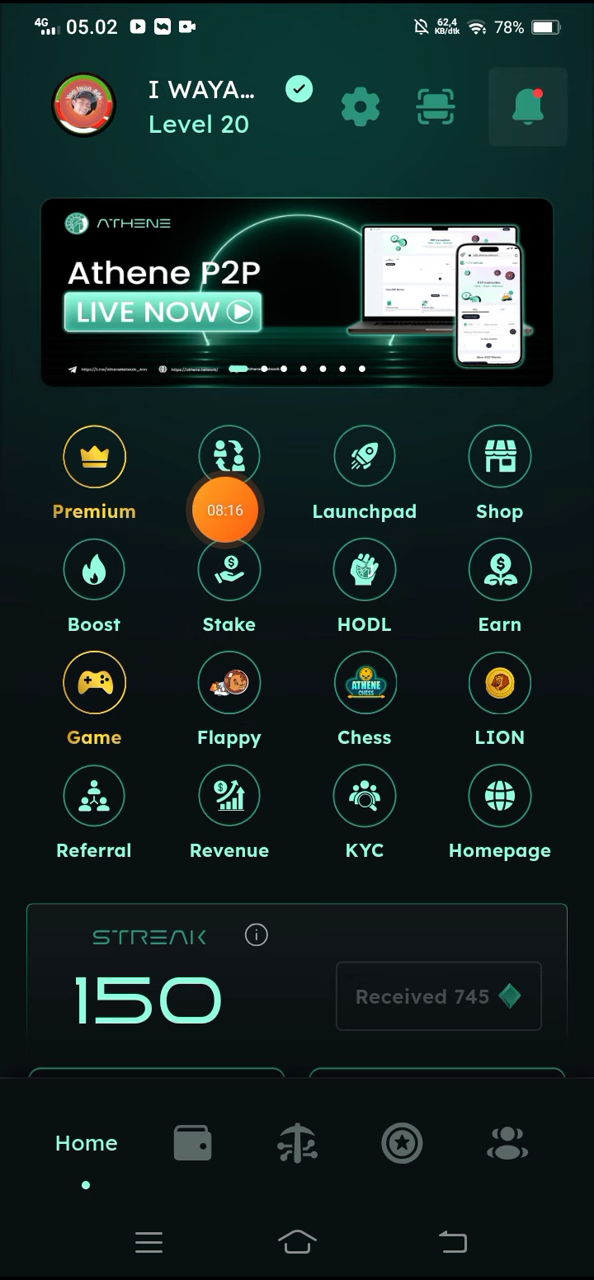 4G 05.02 62,4 KB/dtk 78%
I WAYA...
Level 20
ATHENE
Athene P2P
LIVE NOW
Premium 08:16 Launchpad Shop
Boost Stake HODL Earn
ATHENE
CHESS
Game Flappy Chess LION
Referral Revenue KYC Homepage
STREAK
150 Received 745
Home